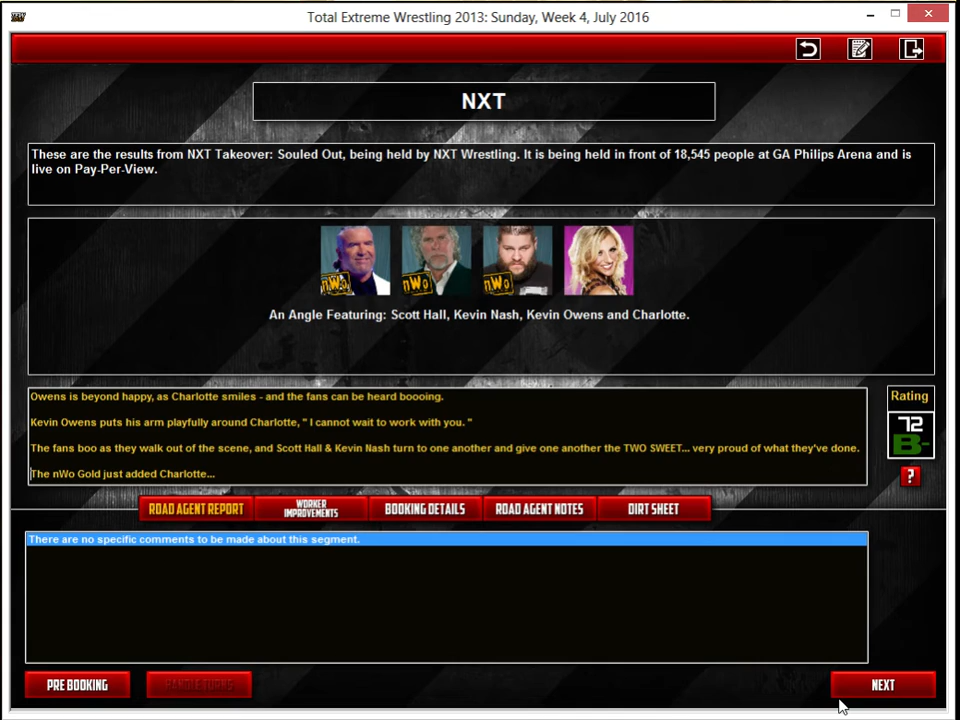 Total Extreme Wrestling 2013: Sunday, Week 4, July 2016
NXT
These are the results from NXT Takeover: Souled Out, being held by NXT Wrestling. It is being held in front of 18,545 people at GA Philips Arena and is
live on Pay-Per-View.
nWo nWo nWo
An Angle Featuring: Scott Hall, Kevin Nash, Kevin Owens and Charlotte.
Owens is beyond happy, as Charlotte smiles - and the fans can be heard boooing.
Kevin Owens puts his arm playfully around Charlotte, " I cannot wait to work with you. "
The fans boo as they walk out of the scene, and Scott Hall & Kevin Nash turn to one another and give one another the TWO SWEET... very proud of what they've done.
The nWo Gold just added Charlotte...
Rating
72
B-
?
ROAD AGENT REPORT
WORKER
IMPROVEMENTS
BOOKING DETAILS
ROAD AGENT NOTES
DIRT SHEET
There are no specific comments to be made about this segment.
PRE BOOKING
HANDLE TURNS
NEXT